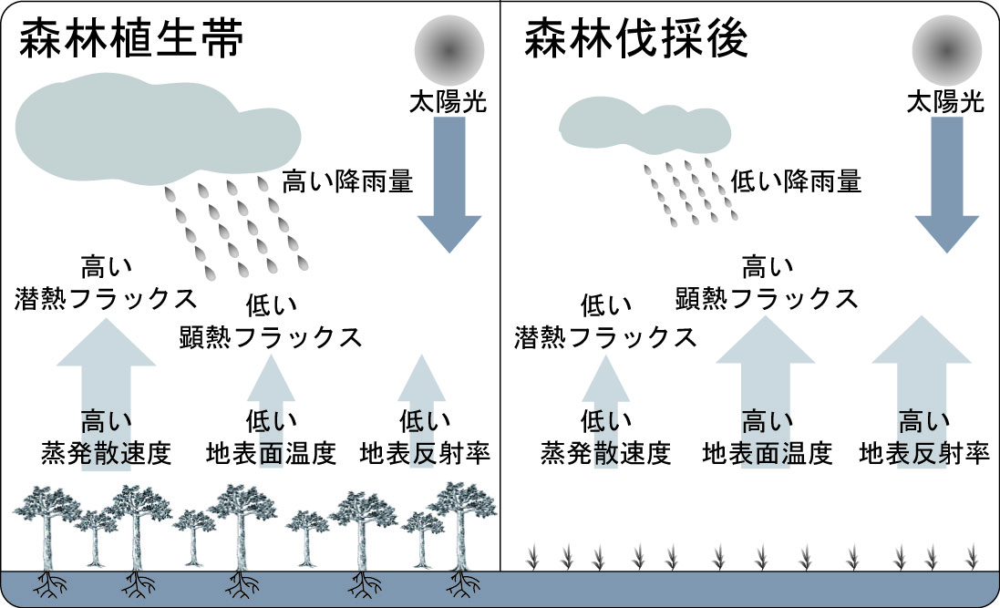 森林植生帯
太陽光
高い降雨量
高い
潜熱フラックス
低い
顕熱フラックス
高い
蒸発散速度
低い
地表面温度
低い
地表反射率
森林伐採後
太陽光
低い降雨量
低い
潜熱フラックス
高い
顕熱フラックス
低い
蒸発散速度
高い
地表面温度
高い
地表反射率